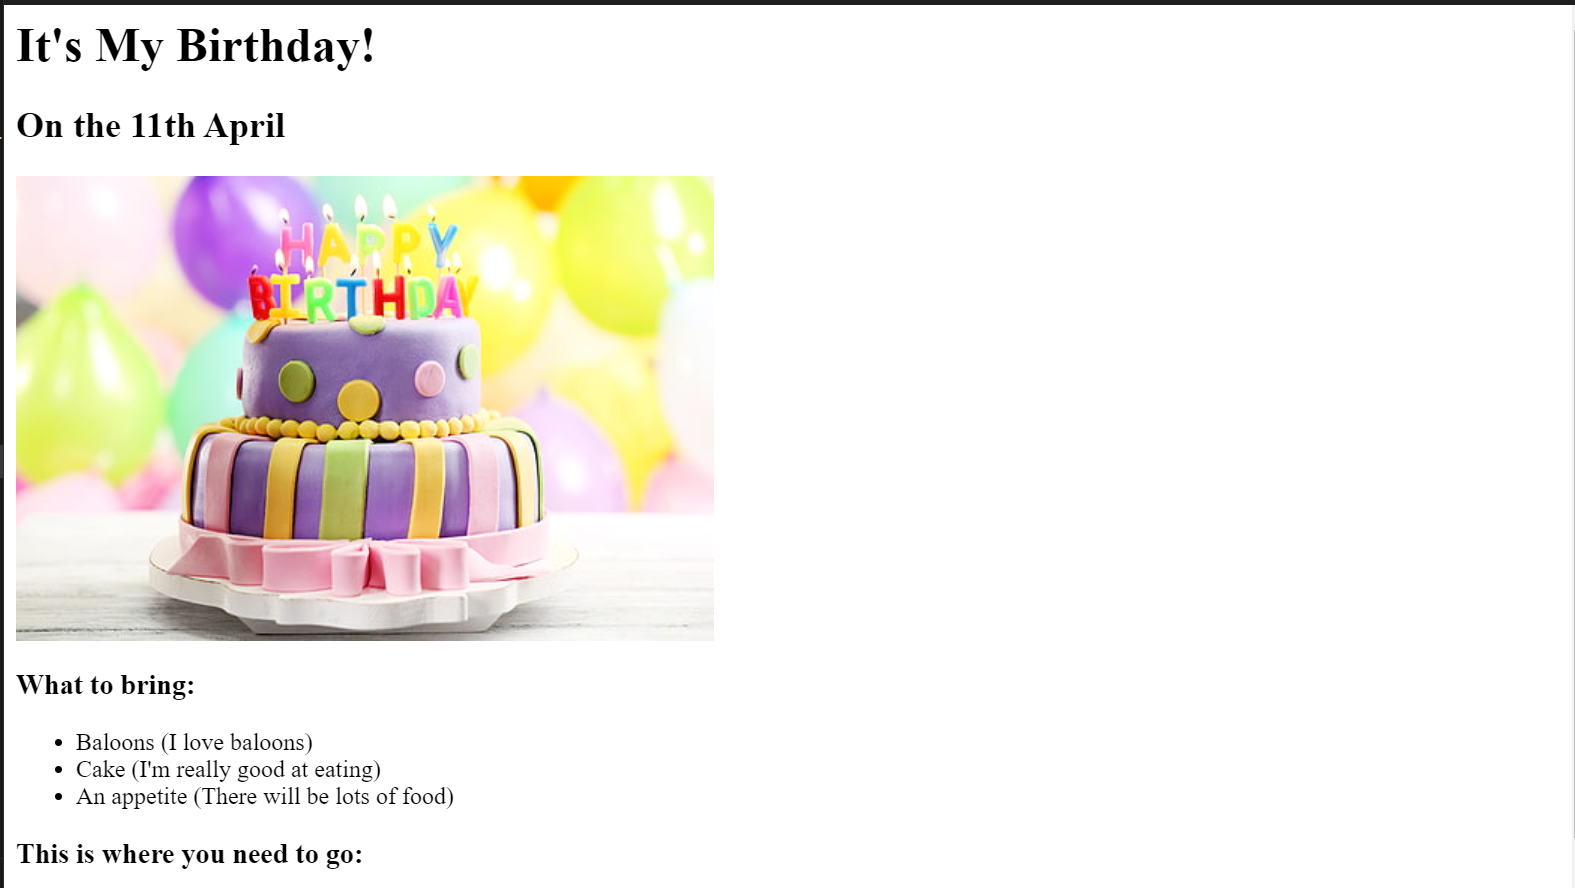 It's My Birthday!
On the 11th April
HAPPY
BIRTHDAY
What to bring:
Baloons (I love baloons)
Cake (I'm really good at eating)
An appetite (There will be lots of food)
This is where you need to go: